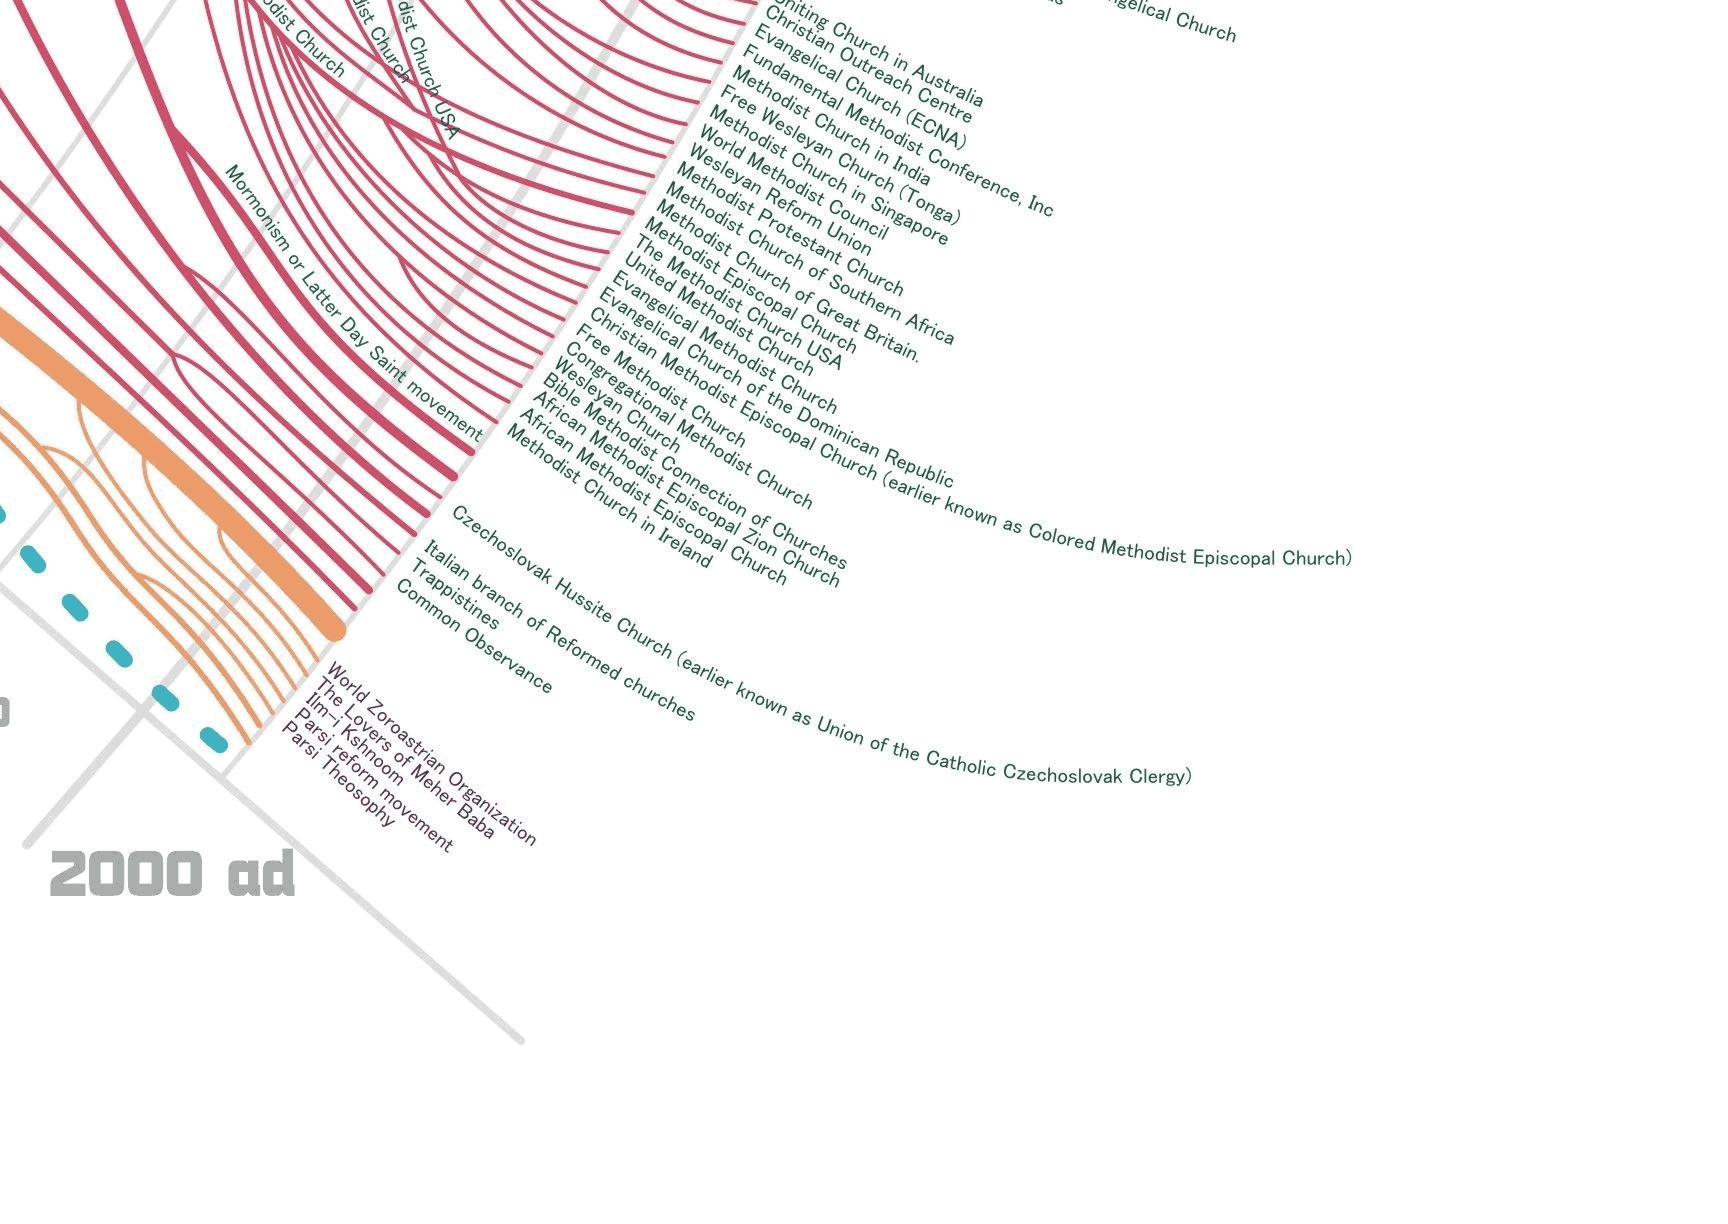 ngelical Church
Uniting Church in Australia
Christian Outreach Centre
Evangelical Church (ECNA)
Fundamental Methodist Conference, Inc
Methodist Church in India
Free Wesleyan Church (Tonga)
Methodist Church in Singapore
World Methodist Council
Wesleyan Reform Union
Methodist Protestant Church
Methodist Church of Southern Africa
Methodist Church of Great Britain.
Methodist Episcopal Church
The Methodist Church USA
United Methodist Church
Evangelical Methodist Church
Evangelical Church of the Dominican Republic
Christian Methodist Episcopal Church (earlier known as Colored Methodist Episcopal Church)
Free Methodist Church
Congregational Methodist Church
Wesleyan Church
Bible Methodist Connection of Churches
African Methodist Episcopal Zion Church
African Methodist Episcopal Church
Methodist Church in Ireland
odist Church
dist Church
dist Church USA
Mormonism or Latter Day Saint movement
Czechoslovak Hussite Church (earlier known as Union of the Catholic Czechoslovak Clergy)
Italian branch of Reformed churches
Trappistines
Common Observance
World Zoroastrian Organization
The Lovers of Meher Baba
Ilm-i Kshnoom
Parsi reform movement
Parsi Theosophy
2000 ad